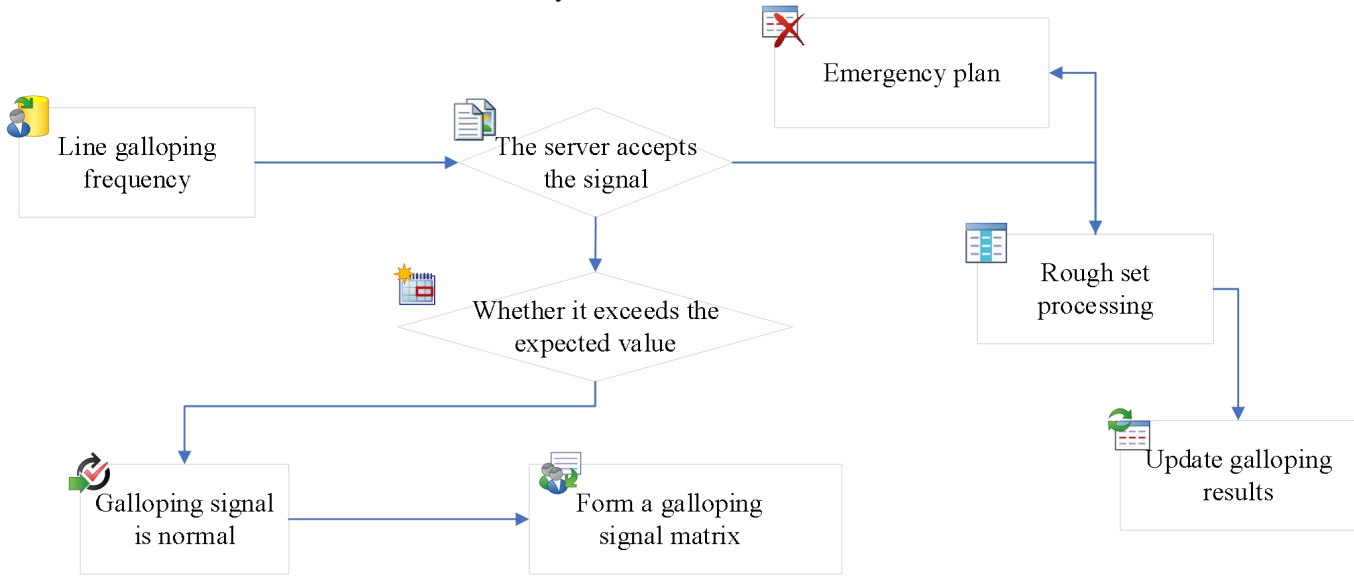 Emergency plan
Line galloping
frequency
The server accepts
the signal
Rough set
processing
Whether it exceeds the
expected value
Update galloping
results
Galloping signal
is normal
Form a galloping
signal matrix